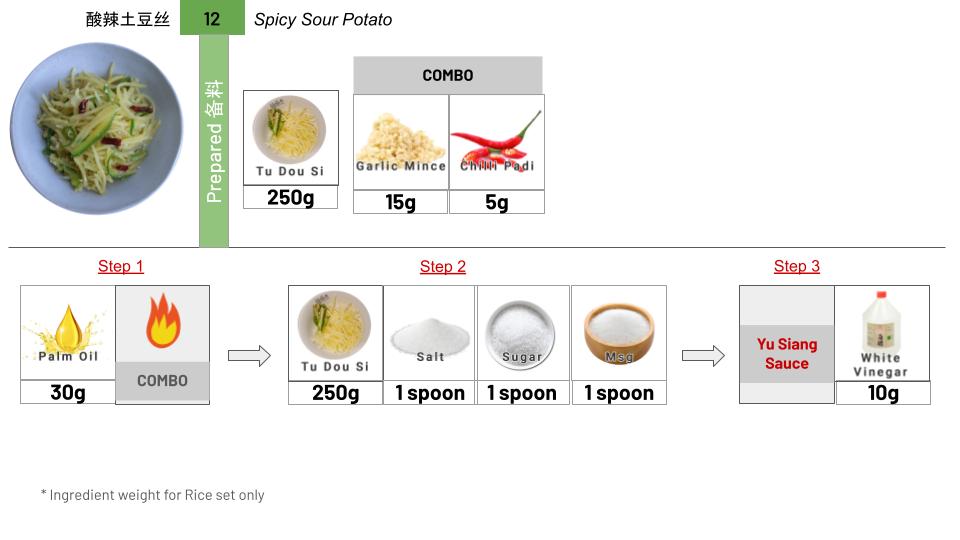 酸辣土豆丝
12
Spicy Sour Potato
Prepared 备料
COMBO
Tu Dou Si
Garlic Mince
Chilli Padi
250g
15g
5g
Step 1
Step 2
Step 3
Palm Oil
COMBO
30g
Tu Dou Si
Salt
Sugar
Msg
250g
1 spoon
1 spoon
1 spoon
Yu Siang
Sauce
White
Vinegar
10g
* Ingredient weight for Rice set only